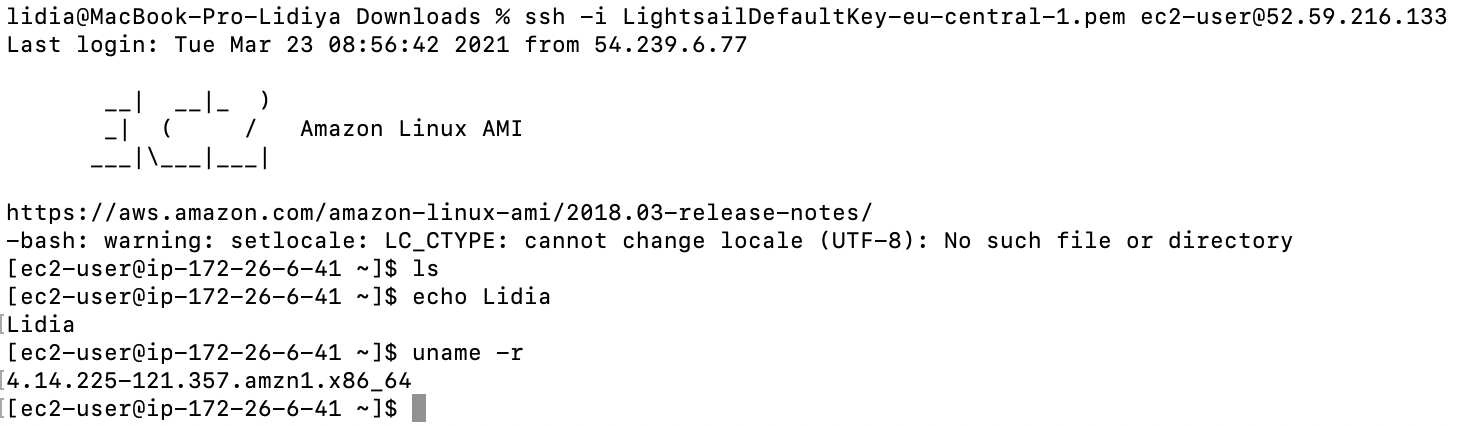 lidia@MacBook-Pro-Lidiya Downloads % ssh -i LightsailDefaultKey-eu-central-1.pem ec2-user@52.59.216.133
Last login: Tue Mar 23 08:56:42 2021 from 54.239.6.77

       __|  __|_  )
       _|  (     /   Amazon Linux AMI
      ___|\___|___|

https://aws.amazon.com/amazon-linux-ami/2018.03-release-notes/
-bash: warning: setlocale: LC_CTYPE: cannot change locale (UTF-8): No such file or directory
[ec2-user@ip-172-26-6-41 ~]$ ls
[ec2-user@ip-172-26-6-41 ~]$ echo Lidia
Lidia
[ec2-user@ip-172-26-6-41 ~]$ uname -r
4.14.225-121.357.amzn1.x86_64
[ec2-user@ip-172-26-6-41 ~]$